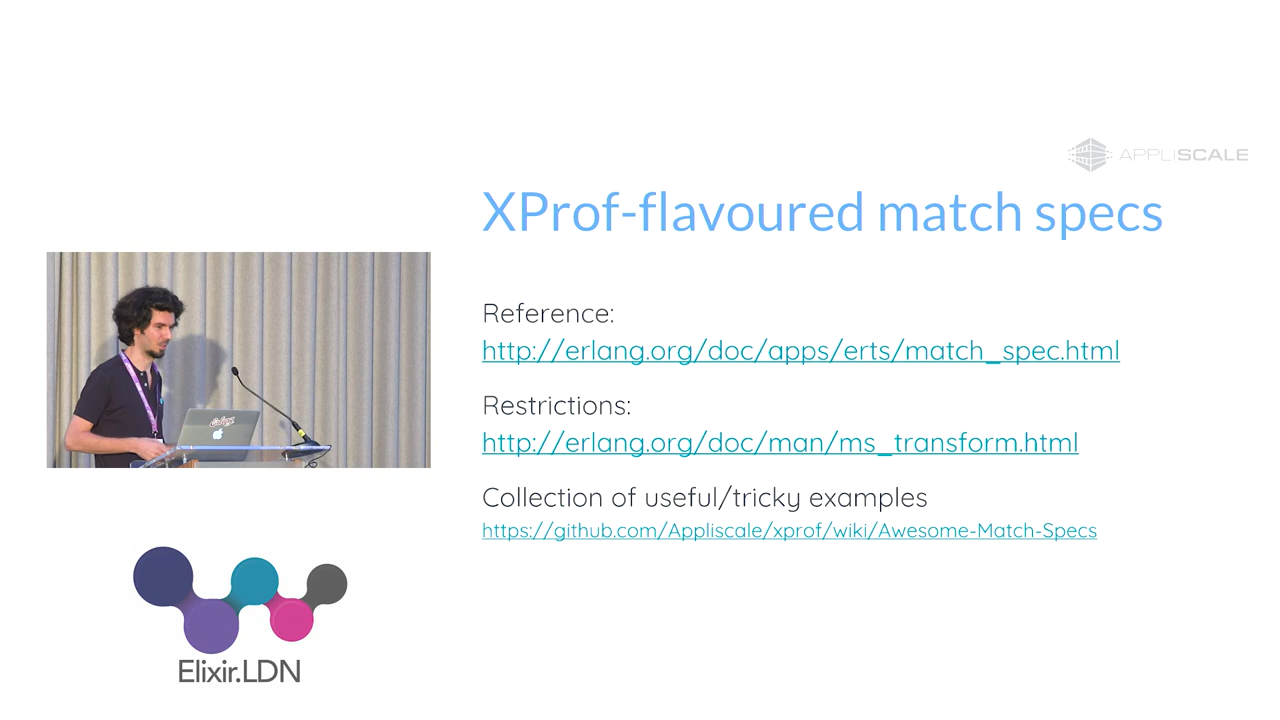 APPLISCALE
XProf-flavoured match specs
Reference:
http://erlang.org/doc/apps/erts/match_spec.html
Restrictions:
http://erlang.org/doc/man/ms_transform.html
Collection of useful/tricky examples
https://github.com/Appliscale/xprof/wiki/Awesome-Match-Specs
Elixir.LDN